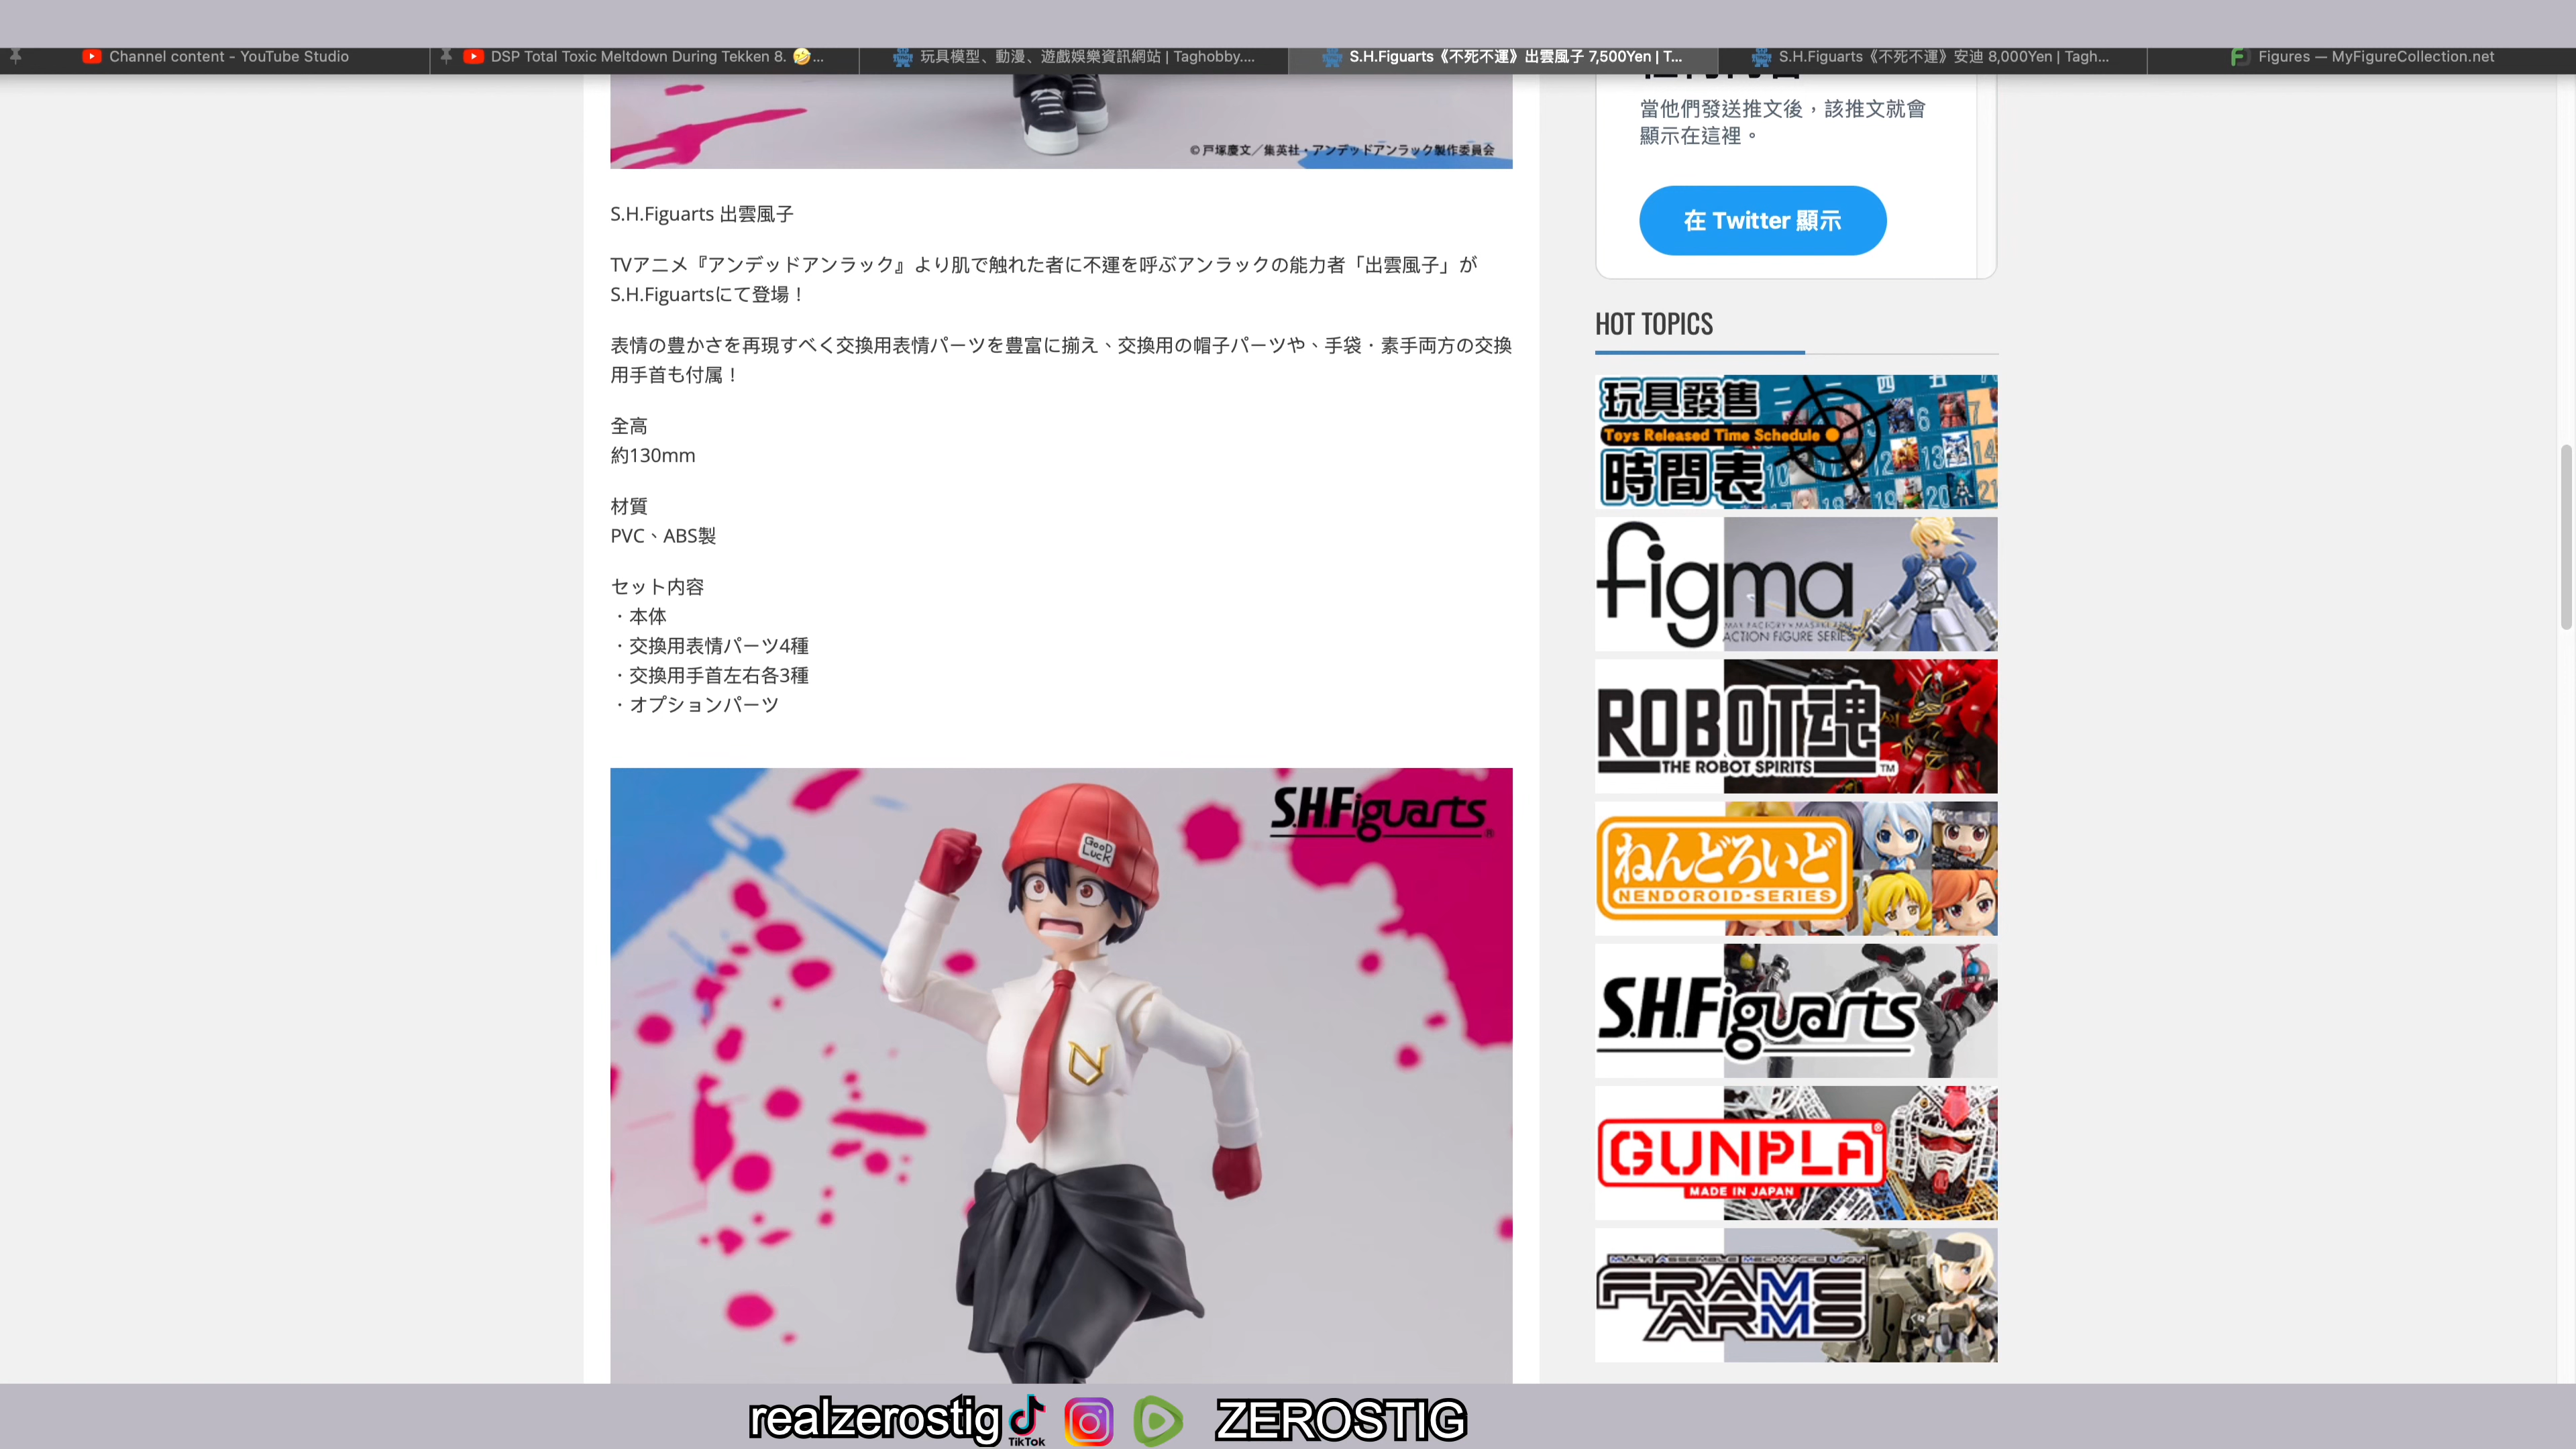 Channel content - YouTube Studio
DSP Total Toxic Meltdown During Tekken 8. 🤣...
玩具模型、動漫、遊戲娛樂資訊網站 | Taghobby....
S.H.Figuarts《不死不運》出雲風子 7,500Yen | T...
S.H.Figuarts《不死不運》安迪 8,000Yen | Tagh...
Figures — MyFigureCollection.net
©戸塚慶文／集英社・アンデッドアンラック製作委員会
S.H.Figuarts 出雲風子
TVアニメ『アンデッドアンラック』より肌で触れた者に不運を呼ぶアンラックの能力者「出雲風子」が
S.H.Figuartsにて登場！
表情の豊かさを再現すべく交換用表情パーツを豊富に揃え、交換用の帽子パーツや、手袋・素手両方の交換
用手首も付属！
全高
約130mm
材質
PVC、ABS製
セット内容
・本体
・交換用表情パーツ4種
・交換用手首左右各3種
・オプションパーツ
S.H.Figuarts®
GOOD
LUCK
當他們發送推文後，該推文就會
顯示在這裡。
在 Twitter 顯示
HOT TOPICS
玩具發售
Toys Released Time Schedule
時間表
figma
MAX FACTORY × MASAKI APSY
ACTION FIGURE SERIES
ROBOT魂
THE ROBOT SPIRITS™
ねんどろいど
NENDOROID·SERIES
S.H.Figuarts
GUNPLA®
MADE IN JAPAN
MULTI ASSEMBLE MECHANICS UNIT
FRAME
ARMS
realzerostig
TikTok
ZEROSTIG